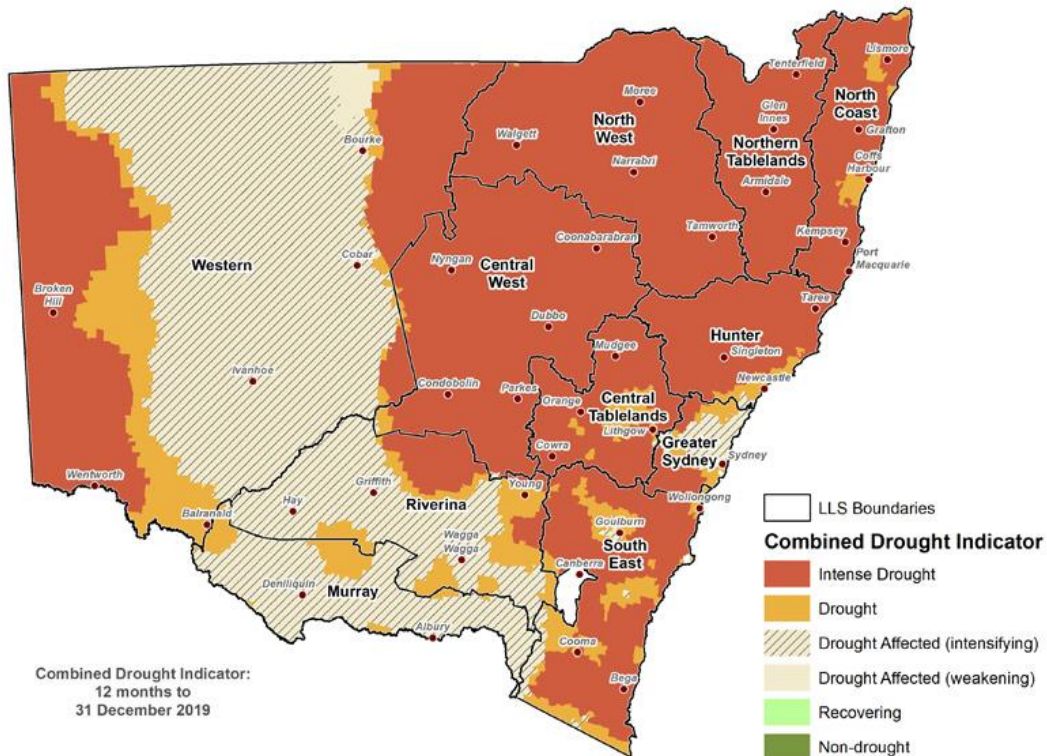 Lismore
Tenterfield
North
Coast
Moree
Glen
Innes
North
West
Grafton
Walgett
Northern
Tablelands
Bourke
Coffs
Harbour
Narrabri
Armidale
Tamworth
Kempsey
Coonabarabran
Port
Macquarie
Western
Cobar
Nyngan
Central
West
Broken
Hill
Taree
Dubbo
Hunter
Mudgee
Singleton
Ivanhoe
Condobolin
Parkes
Newcastle
Orange
Central
Tablelands
Lithgow
Greater
Sydney
Sydney
Cowra
Wentworth
Griffith
Young
Hay
Riverina
Wollongong
Balranald
Goulburn
Wagga
Wagga
South
East
Canberra
Deniliquin
Murray
Albury
Cooma
Bega
Combined Drought Indicator:
12 months to
31 December 2019
LLS Boundaries
Combined Drought Indicator
Intense Drought
Drought
Drought Affected (intensifying)
Drought Affected (weakening)
Recovering
Non-drought